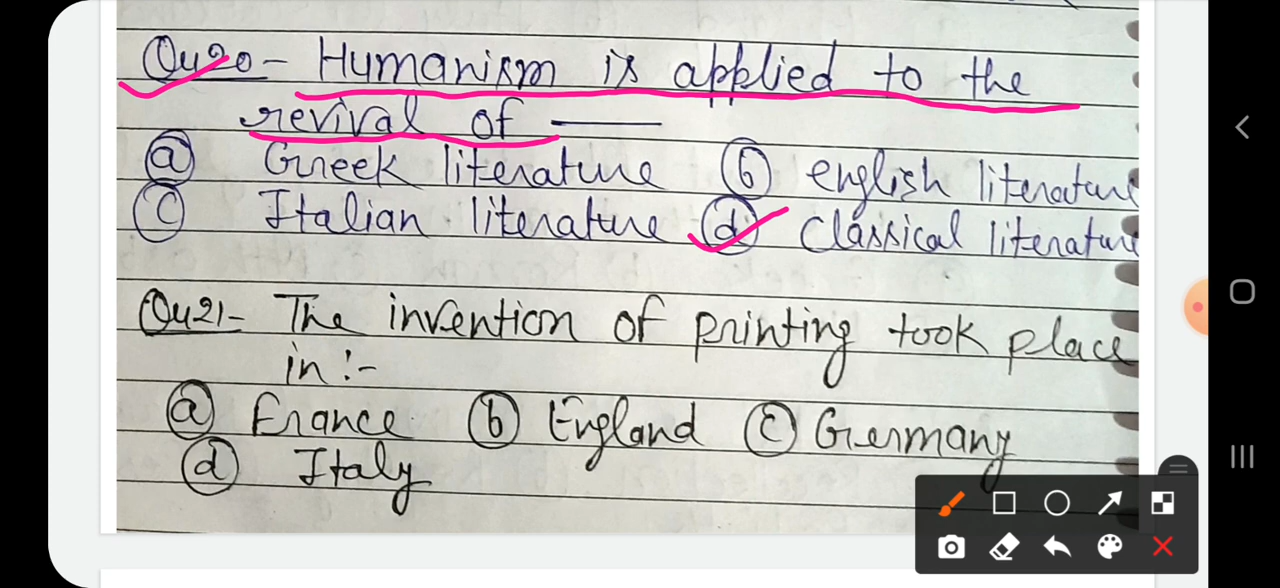 Qu20- Humanism is applied to the
revival of ———
(a) Greek literature (b) english literature
(c) Italian literature (d) Classical literature
Qu21- The invention of printing took place
in:-
(a) France (b) England (c) Germany
(d) Italy